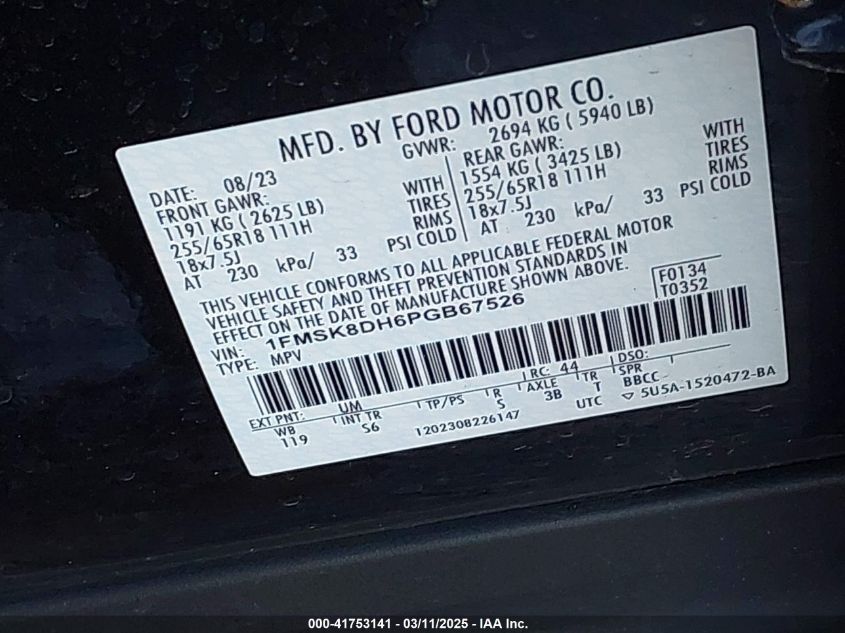 MFD. BY FORD MOTOR CO.
DATE: 08/23
GVWR: 2694 KG ( 5940 LB)
FRONT GAWR:
1191 KG ( 2625 LB) WITH
255/65R18 111H TIRES
18x7.5J RIMS
AT 230 kPa/ 33 PSI COLD
REAR GAWR: WITH
1554 KG ( 3425 LB) TIRES
255/65R18 111H RIMS
18x7.5J
AT 230 kPa/ 33 PSI COLD
THIS VEHICLE CONFORMS TO ALL APPLICABLE FEDERAL MOTOR
VEHICLE SAFETY AND THEFT PREVENTION STANDARDS IN
EFFECT ON THE DATE OF MANUFACTURE SHOWN ABOVE.
VIN: 1FMSK8DH6PGB67526
TYPE: MPV
F0134
T0352
EXT PNT: UM RC: 44 DSO:
WB INT TR TP/PS R AXLE TR SPR
119 S6 S 3B T BBCC
1202308226147 UTC ▽ 5U5A-1520472-BA
000-41753141 - 03/11/2025 - IAA Inc.